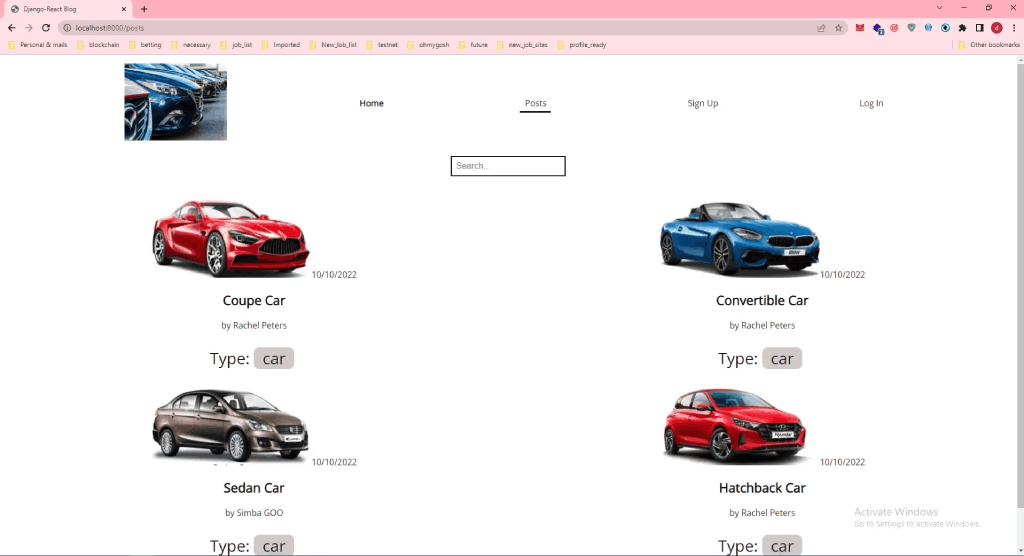 Django-React Blog
localhost:8000/posts
Personal & mails blockchain betting necessary job_list Imported New_Job_list testnet ohmygosh future new_job_sites profile_ready Other bookmarks
Home Posts Sign Up Log In
Search...
10/10/2022 10/10/2022
Coupe Car Convertible Car
by Rachel Peters by Rachel Peters
Type: car Type: car
10/10/2022 10/10/2022
Sedan Car Hatchback Car
by Simba GOO by Rachel Peters
Activate Windows
Go to Settings to activate Windows.
Type: car Type: car